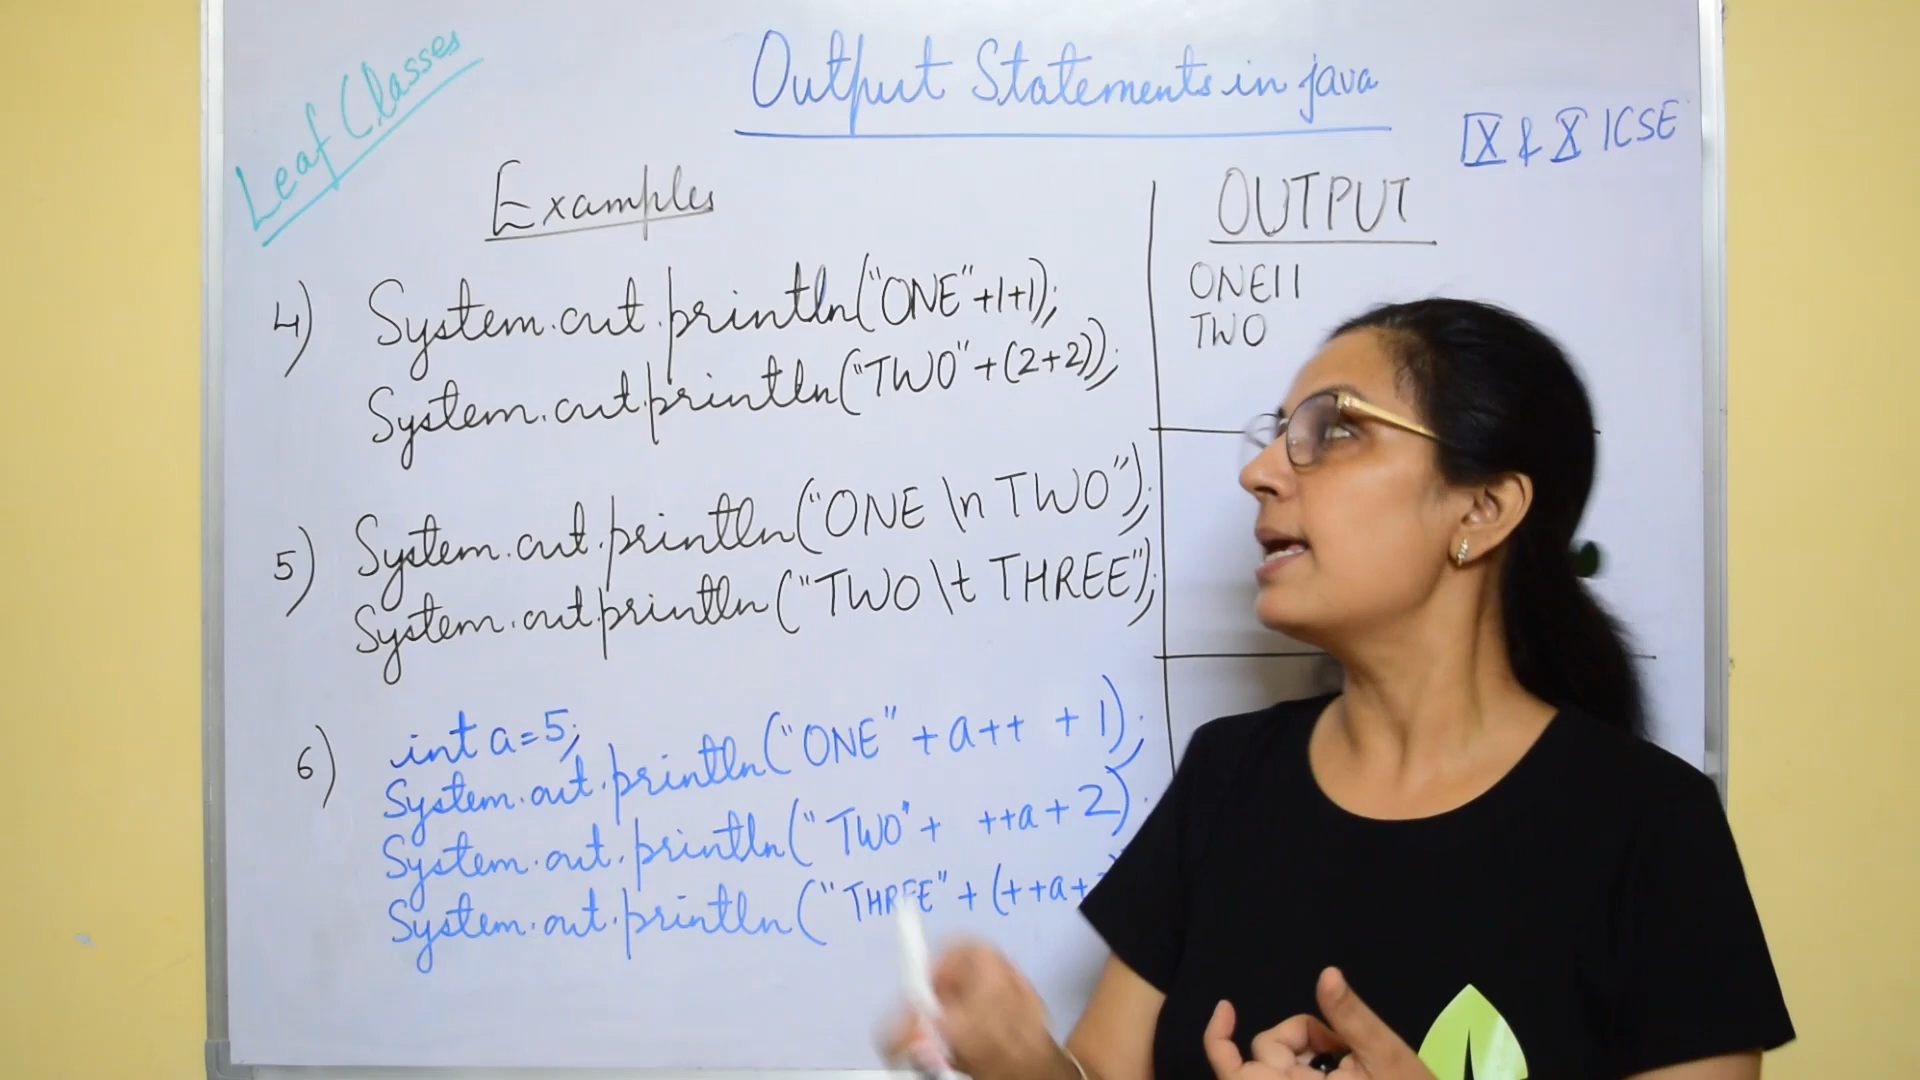 Leaf Classes
Output Statements in java
IX & X ICSE
Examples
OUTPUT
4) System.out.println("ONE"+1+1);
System.out.println("TWO"+(2+2));
ONE11
TWO
5) System.out.println("ONE \n TWO");
System.out.println("TWO \t THREE");
6) int a=5;
System.out.println("ONE" + a++ + 1);
System.out.println("TWO"+ ++a+2);
System.out.println("THREE" + (++a+